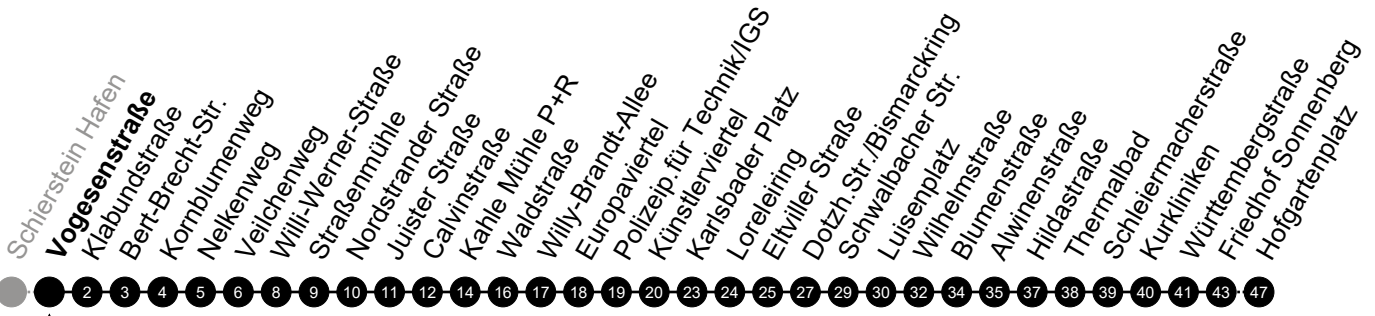 Schierstein Hafen
Vogesenstraße
Klabundstraße
Bert-Brecht-Str.
Kornblumenweg
Nelkenweg
Veilchenweg
Willi-Werner-Straße
Straßenmühle
Nordstrander Straße
Juister Straße
Calvinstraße
Kahle Mühle P+R
Waldstraße
Willy-Brandt-Allee
Europaviertel
Polizeip. für Technik/IGS
Künstlerviertel
Karlsbader Platz
Loreleiring
Eltviller Straße
Dotzh.Str./Bismarckring
Schwalbacher Str.
Luisenplatz
Wilhelmstraße
Blumenstraße
Alwinenstraße
Hildastraße
Thermalbad
Schleiermacherstraße
Kurkliniken
Württembergstraße
Friedhof Sonnenberg
Hofgartenplatz
2 3 4 5 6 8 9 10 11 12 14 16 17 18 19 20 23 24 25 27 29 30 32 34 35 37 38 39 40 41 43 47